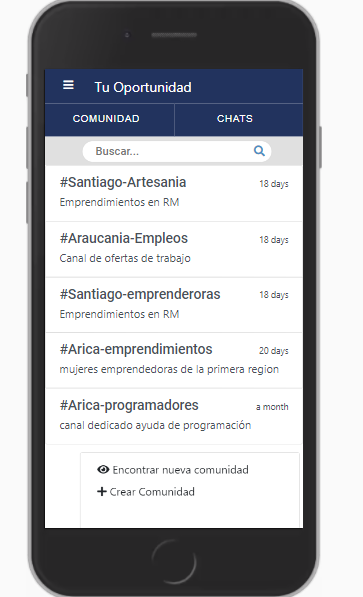 Tu Oportunidad
COMUNIDAD CHATS
Buscar...
#Santiago-Artesania 18 days
Emprendimientos en RM
#Araucania-Empleos 18 days
Canal de ofertas de trabajo
#Santiago-emprenderoras 18 days
Emprendimientos en RM
#Arica-emprendimientos 20 days
mujeres emprendedoras de la primera region
#Arica-programadores a month
canal dedicado ayuda de programación
Encontrar nueva comunidad
Crear Comunidad